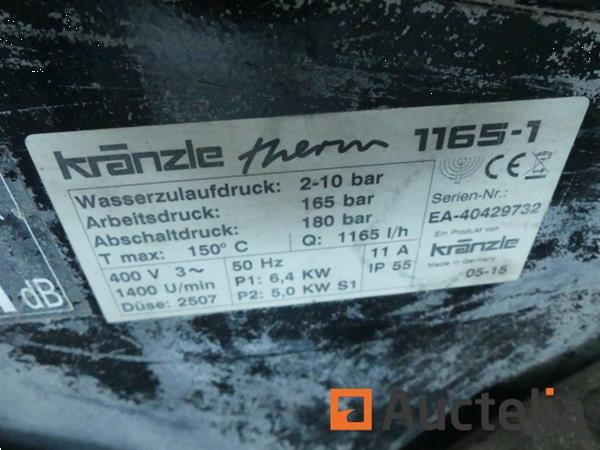 kränzle therm 1165-1
CE
Wasserzulaufdruck: 2-10 bar
Arbeitsdruck: 165 bar
Abschaltdruck: 180 bar
T max: 150° C Q: 1165 l/h
400 V 3~ 50 Hz 11 A
1400 U/min P1: 6,4 KW IP 55
Düse: 2507 P2: 5,0 KW S1
Serien-Nr.:
EA-40429732
Ein Produkt von
kränzle
Made in Germany
05-15
dB
Auctelia